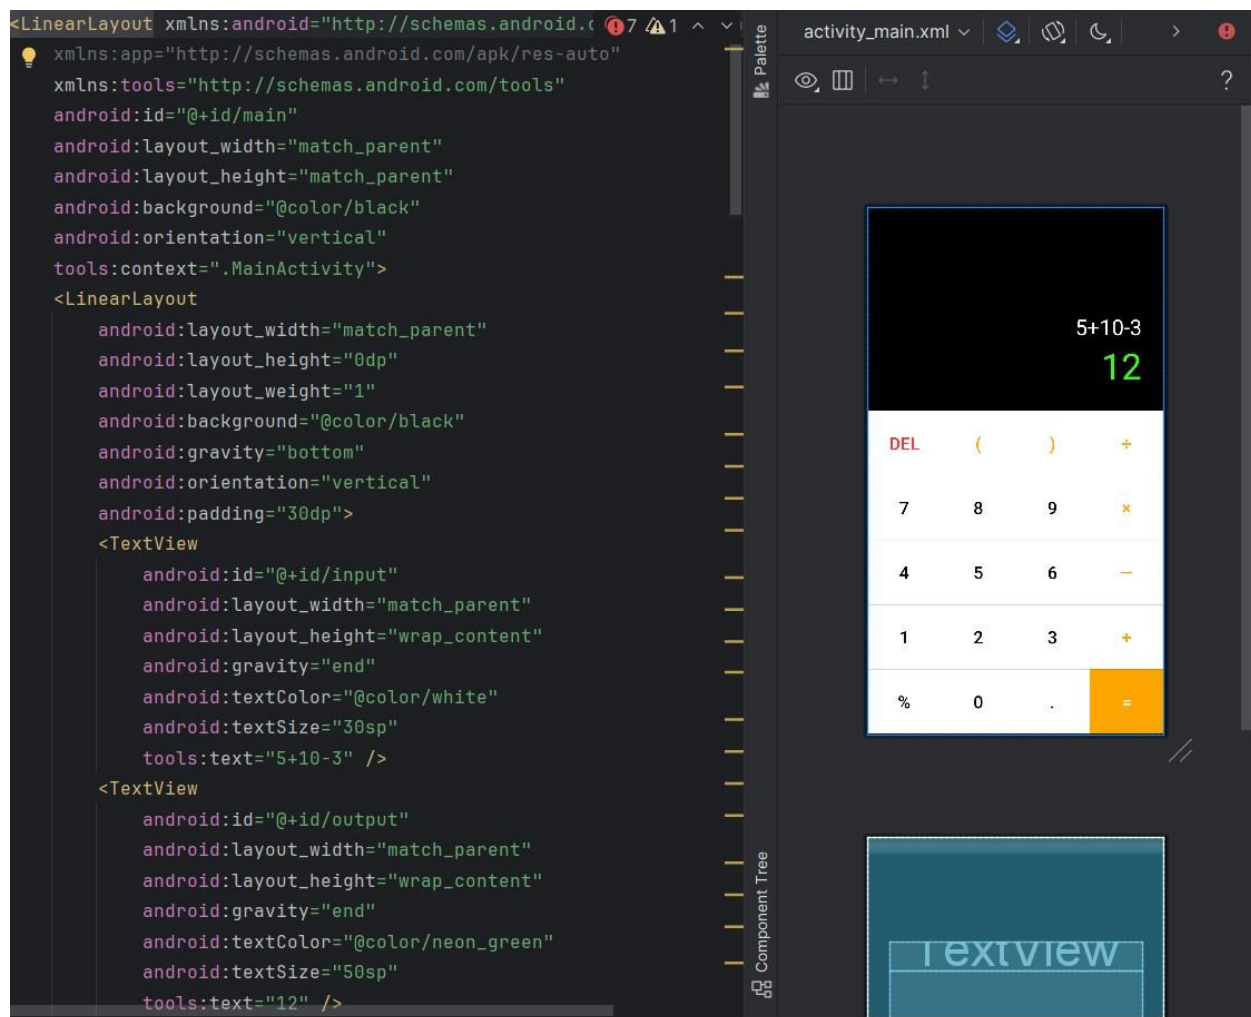 <LinearLayout xmlns:android="http://schemas.android.c 7 1
xmlns:app="http://schemas.android.com/apk/res-auto"
xmlns:tools="http://schemas.android.com/tools"
android:id="@+id/main"
android:layout_width="match_parent"
android:layout_height="match_parent"
android:background="@color/black"
android:orientation="vertical"
tools:context=".MainActivity">
<LinearLayout
android:layout_width="match_parent"
android:layout_height="0dp"
android:layout_weight="1"
android:background="@color/black"
android:gravity="bottom"
android:orientation="vertical"
android:padding="30dp">
<TextView
android:id="@+id/input"
android:layout_width="match_parent"
android:layout_height="wrap_content"
android:gravity="end"
android:textColor="@color/white"
android:textSize="30sp"
tools:text="5+10-3" />
<TextView
android:id="@+id/output"
android:layout_width="match_parent"
android:layout_height="wrap_content"
android:gravity="end"
android:textColor="@color/neon_green"
android:textSize="50sp"
tools:text="12" />
Palette
Component Tree
activity_main.xml
?
5+10-3
12
DEL ( ) ÷
7 8 9 ×
4 5 6 —
1 2 3 +
% 0 . =
TextView